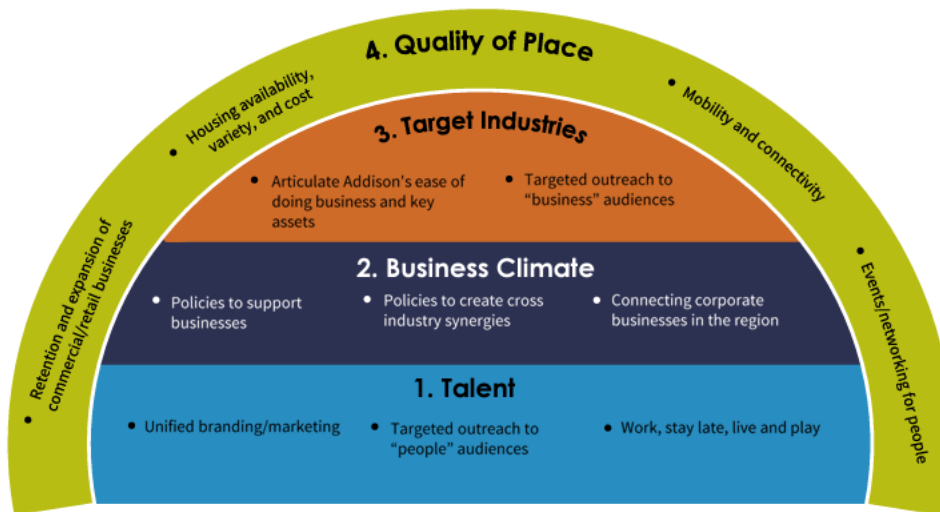 4. Quality of Place
• Retention and expansion of
commercial/retail businesses
• Housing availability,
variety, and cost
• Mobility and connectivity
• Events/networking for people
3. Target Industries
• Articulate Addison's ease of
doing business and key
assets
• Targeted outreach to
"business" audiences
2. Business Climate
• Policies to support
businesses
• Policies to create cross
industry synergies
• Connecting corporate
businesses in the region
1. Talent
• Unified branding/marketing
• Targeted outreach to
“people” audiences
• Work, stay late, live and play